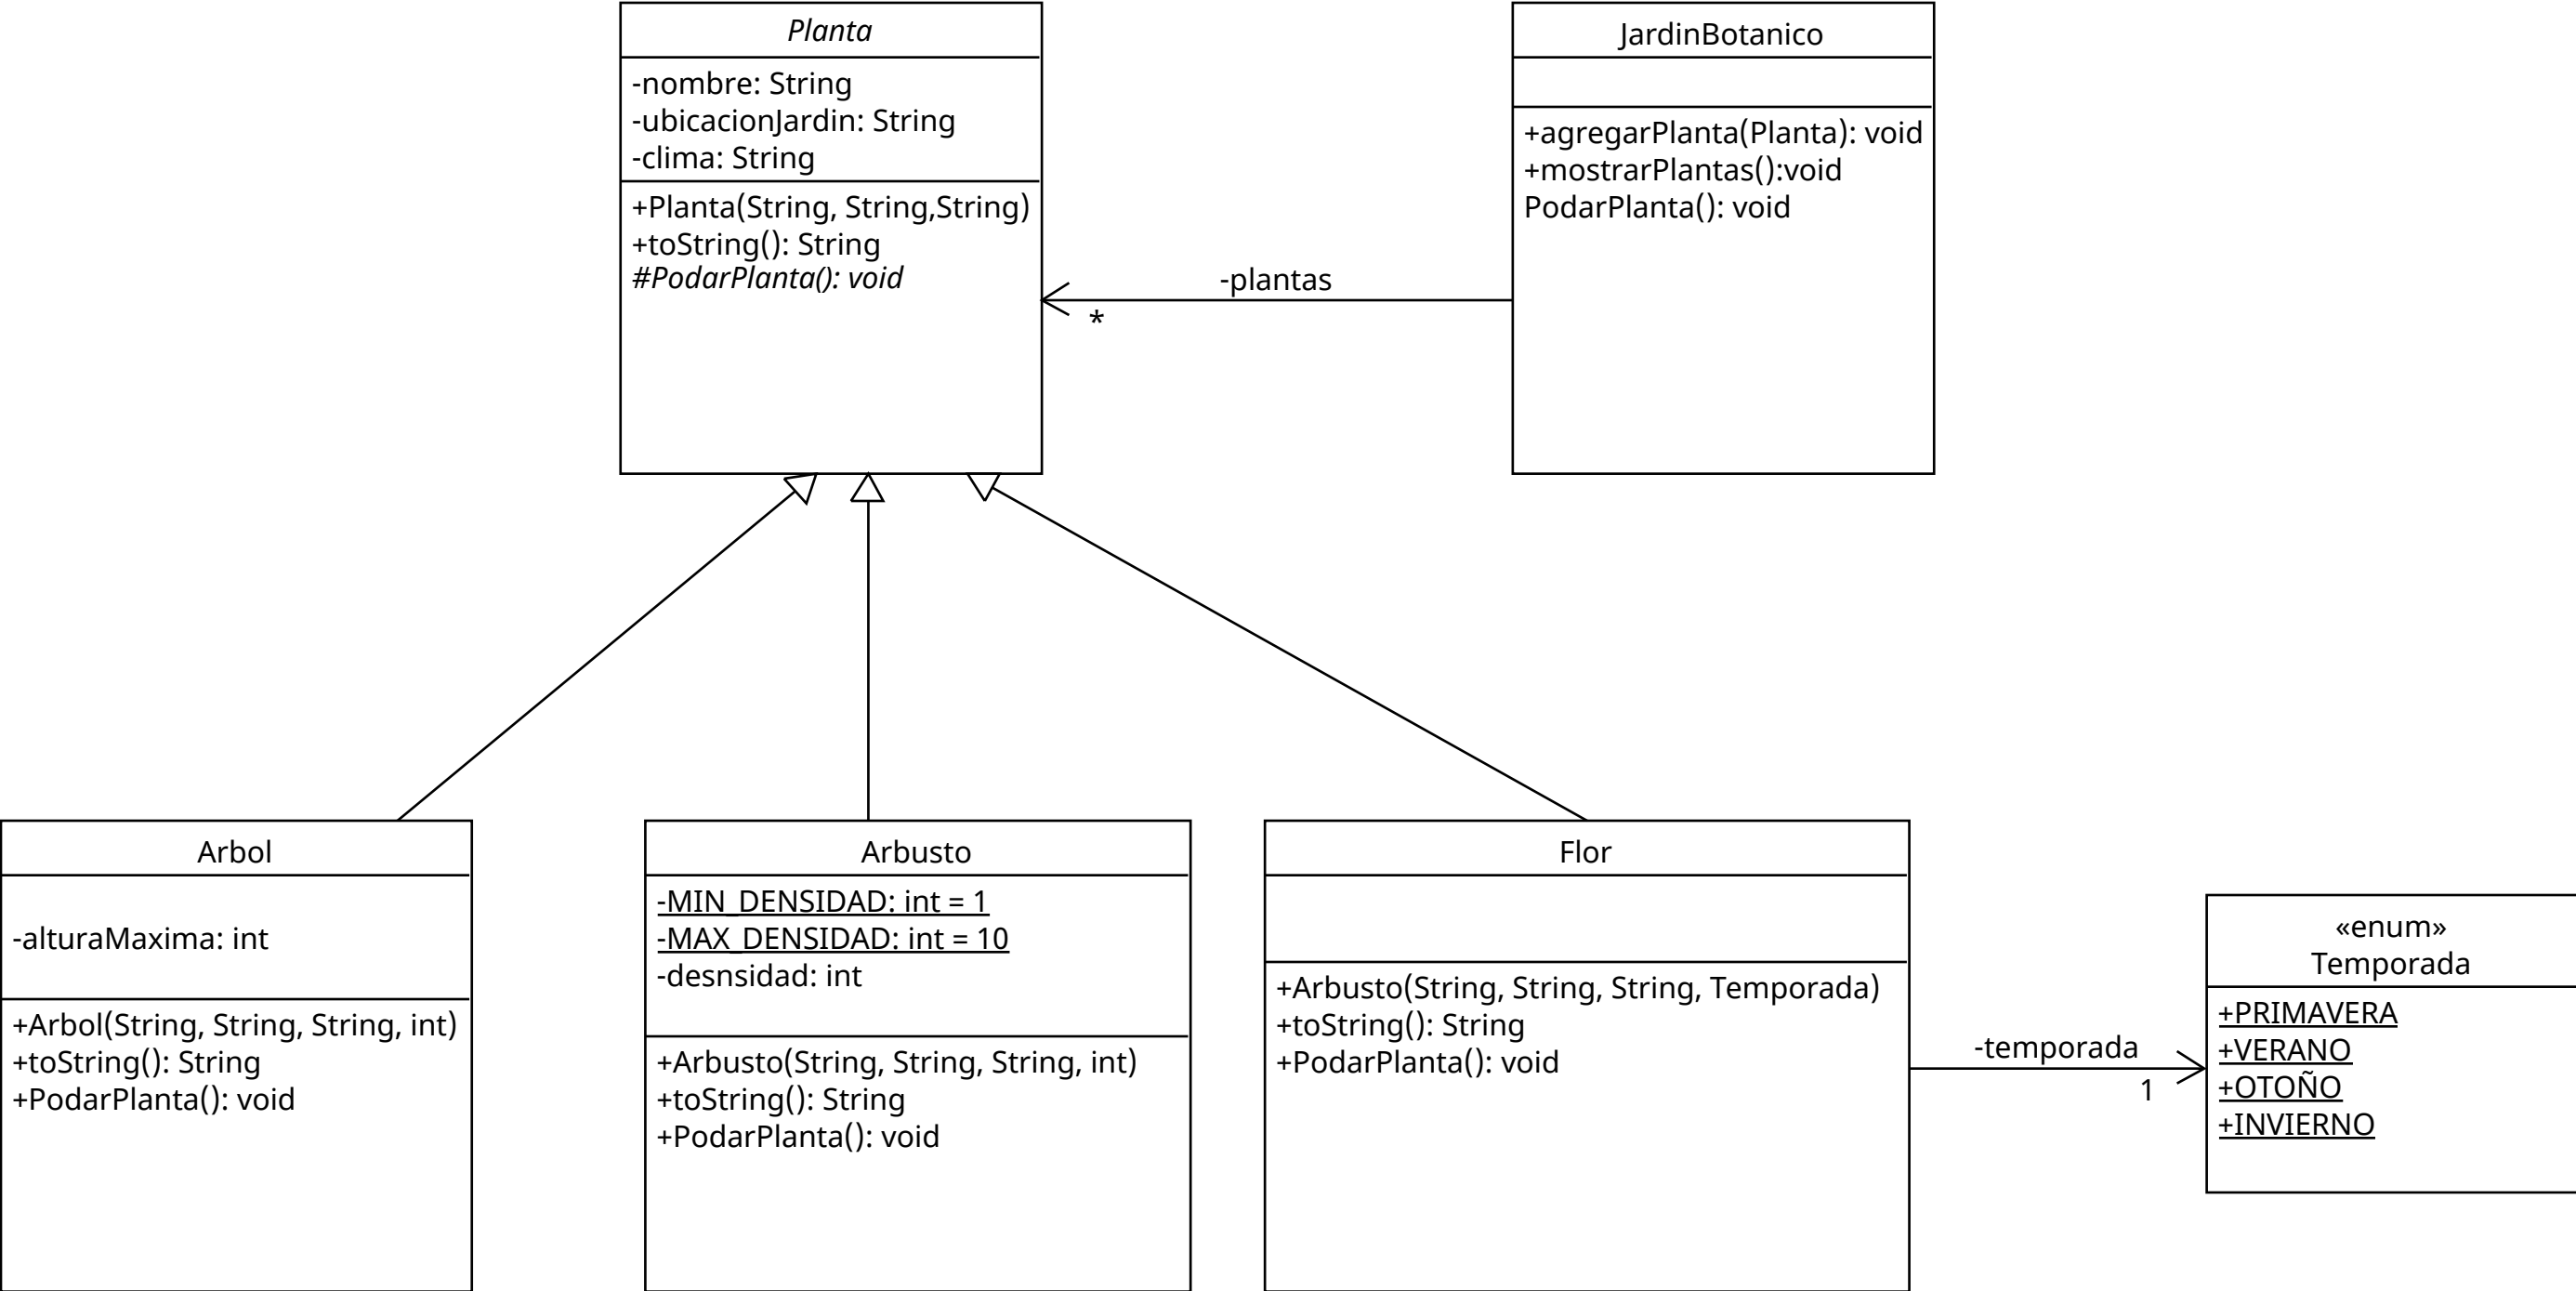 Planta
-nombre: String
-ubicacionJardin: String
-clima: String
+Planta(String, String,String)
+toString(): String
#PodarPlanta(): void
JardinBotanico
+agregarPlanta(Planta): void
+mostrarPlantas():void
PodarPlanta(): void
-plantas
*
Arbol
-alturaMaxima: int
+Arbol(String, String, String, int)
+toString(): String
+PodarPlanta(): void
Arbusto
-MIN_DENSIDAD: int = 1
-MAX_DENSIDAD: int = 10
-desnsidad: int
+Arbusto(String, String, String, int)
+toString(): String
+PodarPlanta(): void
Flor
+Arbusto(String, String, String, Temporada)
+toString(): String
+PodarPlanta(): void
-temporada
1
«enum»
Temporada
+PRIMAVERA
+VERANO
+OTOÑO
+INVIERNO